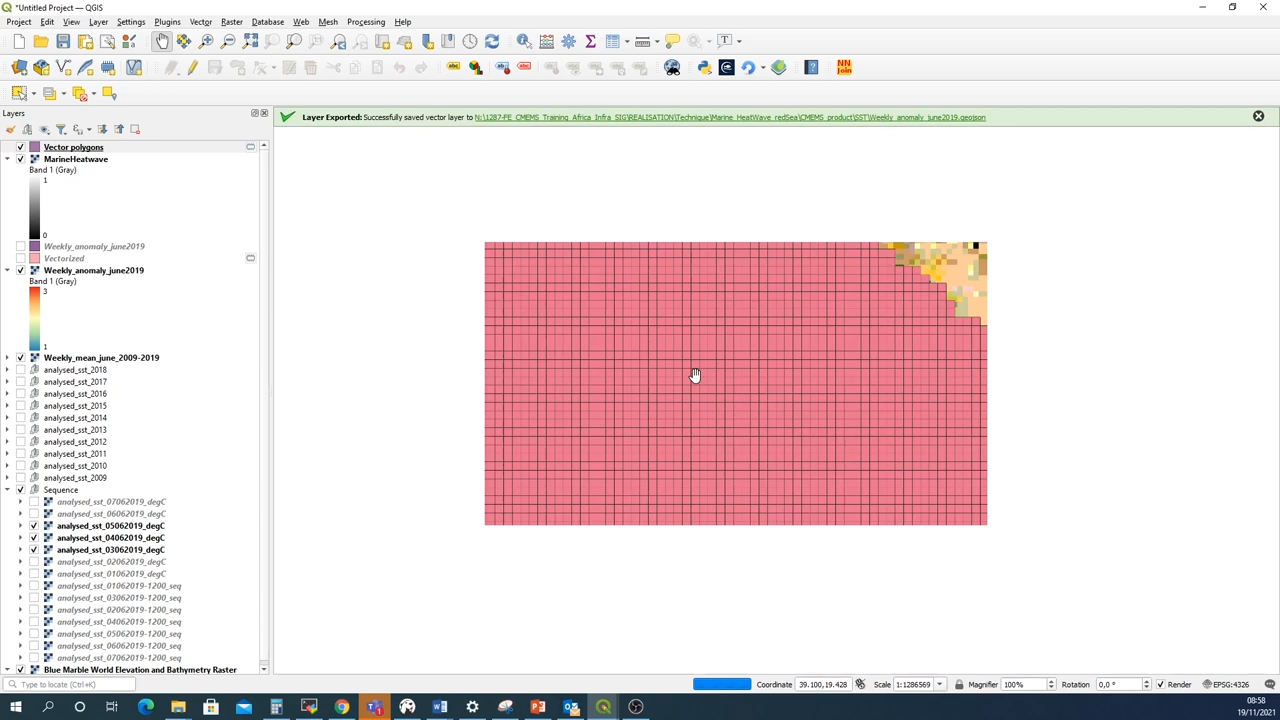 *Untitled Project — QGIS
Project Edit View Layer Settings Plugins Vector Raster Database Web Mesh Processing Help
Layers
Layer Exported: Successfully saved vector layer to N:\1287-FE_CMEMS_Training_Africa_Infra_SIG\REALISATION\Technique\Marine_HeatWave_redSea\CMEMS_product\SST\Weekly_anomaly_june2019.geojson
Vector polygons
MarineHeatwave
Band 1 (Gray)
1
0
Weekly_anomaly_june2019
Vectorized
Weekly_anomaly_june2019
Band 1 (Gray)
3
1
Weekly_mean_june_2009-2019
analysed_sst_2018
analysed_sst_2017
analysed_sst_2016
analysed_sst_2015
analysed_sst_2014
analysed_sst_2013
analysed_sst_2012
analysed_sst_2011
analysed_sst_2010
analysed_sst_2009
Sequence
analysed_sst_07062019_degC
analysed_sst_06062019_degC
analysed_sst_05062019_degC
analysed_sst_04062019_degC
analysed_sst_03062019_degC
analysed_sst_02062019_degC
analysed_sst_01062019_degC
analysed_sst_01062019-1200_seq
analysed_sst_03062019-1200_seq
analysed_sst_02062019-1200_seq
analysed_sst_04062019-1200_seq
analysed_sst_05062019-1200_seq
analysed_sst_06062019-1200_seq
analysed_sst_07062019-1200_seq
Blue Marble World Elevation and Bathymetry Raster
Type to locate (Ctrl+K)
Coordinate 39.100,19.428 Scale 1:1286569 Magnifier 100% Rotation 0,0 ° Render EPSG:4326
08:58
19/11/2021